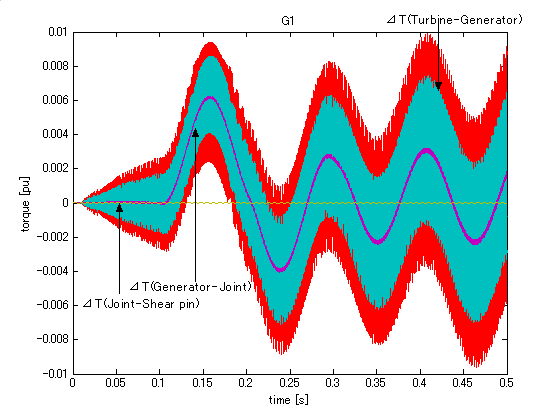 G1
⊿T(Turbine-Generator)
0.01
0.008
0.006
0.004
0.002
0
-0.002
-0.004
-0.006
-0.008
-0.01
torque [pu]
⊿T(Generator-Joint)
⊿T(Joint-Shear pin)
0 0.05 0.1 0.15 0.2 0.25 0.3 0.35 0.4 0.45 0.5
time [s]